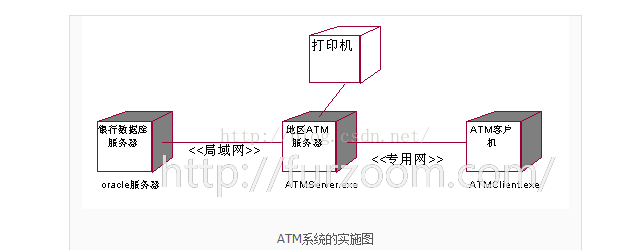 打印机
银行数据库
服务器
地区ATM
服务器
ATM客户
机
<<局域网>>
<<专用网>>
oracle服务器
ATMServer.exe
ATMClient.exe
http://furzoom.com/
ATM系统的实施图